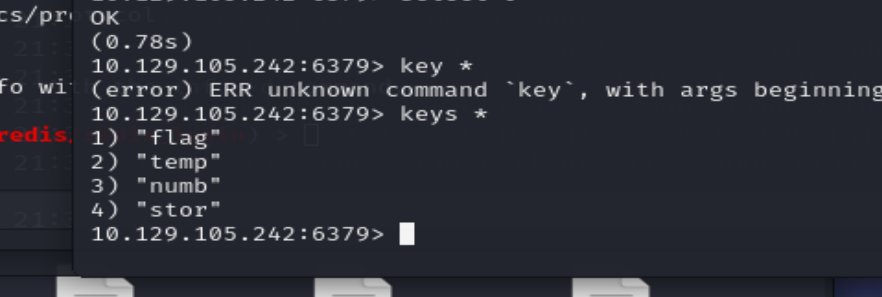 cs/pro
OK
(0.78s)
10.129.105.242:6379> key *
fo wi
(error) ERR unknown command `key`, with args beginning
10.129.105.242:6379> keys *
redis
1) "flag"
2) "temp"
3) "numb"
4) "stor"
10.129.105.242:6379>